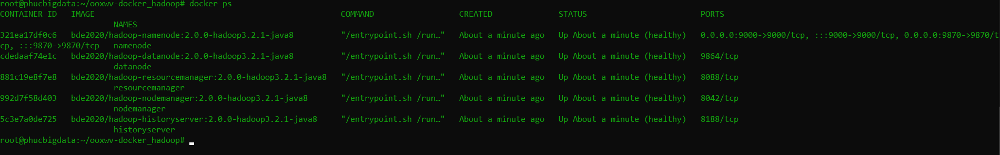 root@phucbigdata:~/ooxwv-docker_hadoop# docker ps
CONTAINER ID   IMAGE                                                    COMMAND                  CREATED              STATUS                        PORTS
                        NAMES
321ea17df0c6   bde2020/hadoop-namenode:2.0.0-hadoop3.2.1-java8          "/entrypoint.sh /run…"   About a minute ago   Up About a minute (healthy)   0.0.0.0:9000->9000/tcp, :::9000->9000/tcp, 0.0.0.0:9870->9870/t
cp, :::9870->9870/tcp   namenode
cdedaaf74e1c   bde2020/hadoop-datanode:2.0.0-hadoop3.2.1-java8          "/entrypoint.sh /run…"   About a minute ago   Up About a minute (healthy)   9864/tcp
                        datanode
881c19e8f7e8   bde2020/hadoop-resourcemanager:2.0.0-hadoop3.2.1-java8   "/entrypoint.sh /run…"   About a minute ago   Up About a minute (healthy)   8088/tcp
                        resourcemanager
992d7f58d403   bde2020/hadoop-nodemanager:2.0.0-hadoop3.2.1-java8       "/entrypoint.sh /run…"   About a minute ago   Up About a minute (healthy)   8042/tcp
                        nodemanager
5c3e7a0de725   bde2020/hadoop-historyserver:2.0.0-hadoop3.2.1-java8     "/entrypoint.sh /run…"   About a minute ago   Up About a minute (healthy)   8188/tcp
                        historyserver
root@phucbigdata:~/ooxwv-docker_hadoop#